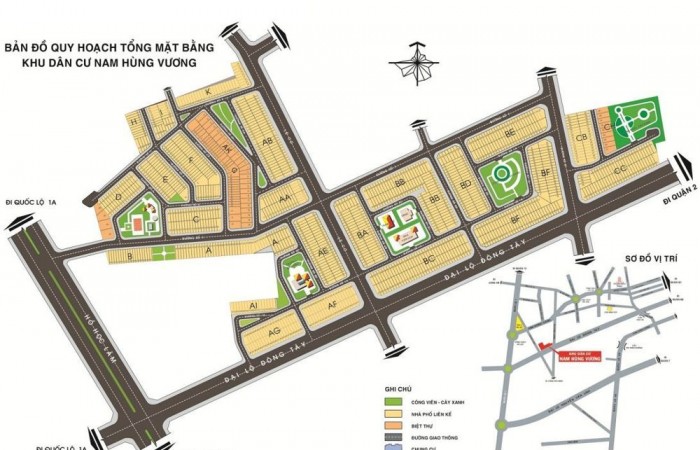 BẢN ĐỒ QUY HOẠCH TỔNG MẶT BẰNG
KHU DÂN CƯ NAM HÙNG VƯƠNG
K
H
AB
BE
CB
C
AK
G
E
D
BB
BD
BF
CC
ĐI QUẬN 2
AA
C
BB
ĐI QUỐC LỘ 1A
BA
BF
B
A
A
AE
BC
ĐẠI LỘ ĐÔNG TÂY
SƠ ĐỒ VỊ TRÍ
AI
AF
AG
HỒ HỌC LÃM
ĐẠI LỘ ĐÔNG TÂY
KHU DÂN CƯ
NAM HÙNG VƯƠNG
GHI CHÚ
CÔNG VIÊN - CÂY XANH
NHÀ PHỐ LIÊN KẾ
BIỆT THỰ
ĐƯỜNG GIAO THÔNG
CHUNG CƯ
ĐI QUỐC LỘ 1A